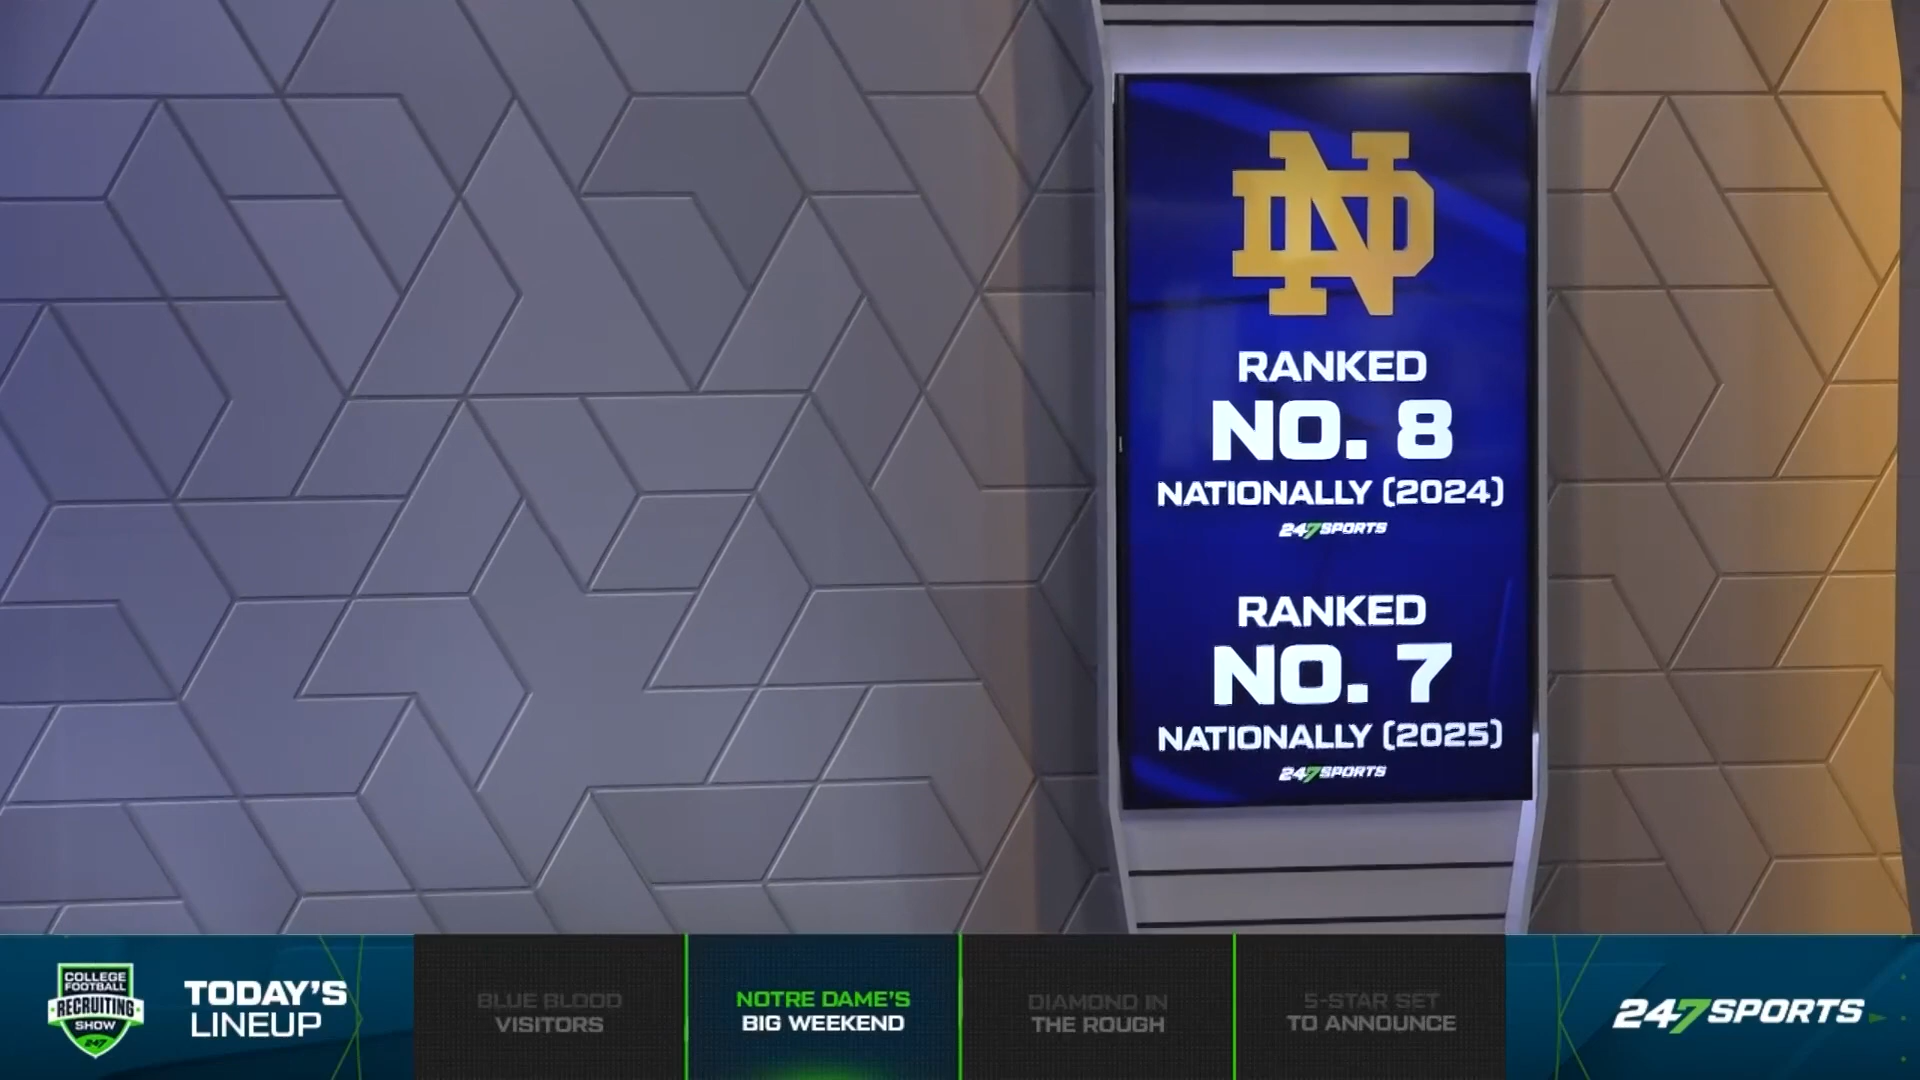 ND
RANKED
NO. 8
NATIONALLY (2024)
247SPORTS
RANKED
NO. 7
NATIONALLY (2025)
247SPORTS
COLLEGE
FOOTBALL
RECRUITING
SHOW
247
TODAY'S
LINEUP
BLUE BLOOD
VISITORS
NOTRE DAME'S
BIG WEEKEND
DIAMOND IN
THE ROUGH
5-STAR SET
TO ANNOUNCE
247SPORTS